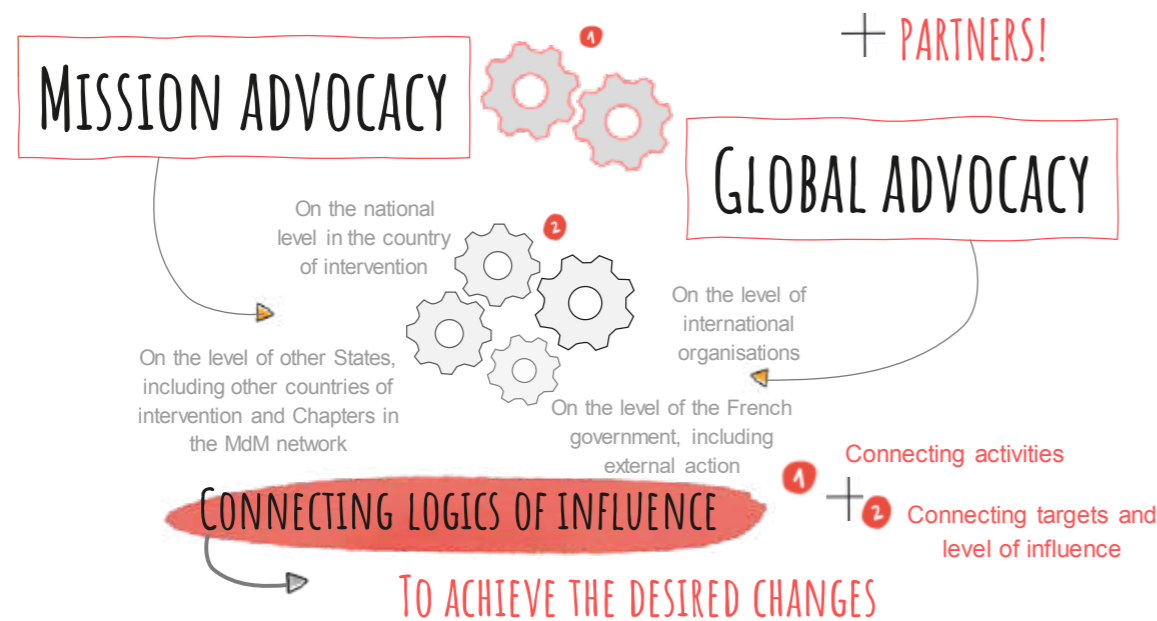 1
+ PARTNERS!
MISSION ADVOCACY
GLOBAL ADVOCACY
On the national
level in the country
of intervention
2
On the level of
international
organisations
On the level of other States,
including other countries of
intervention and Chapters in
the MdM network
On the level of the French
government, including
external action
CONNECTING LOGICS OF INFLUENCE
1
Connecting activities
+
2
Connecting targets and
level of influence
TO ACHIEVE THE DESIRED CHANGES